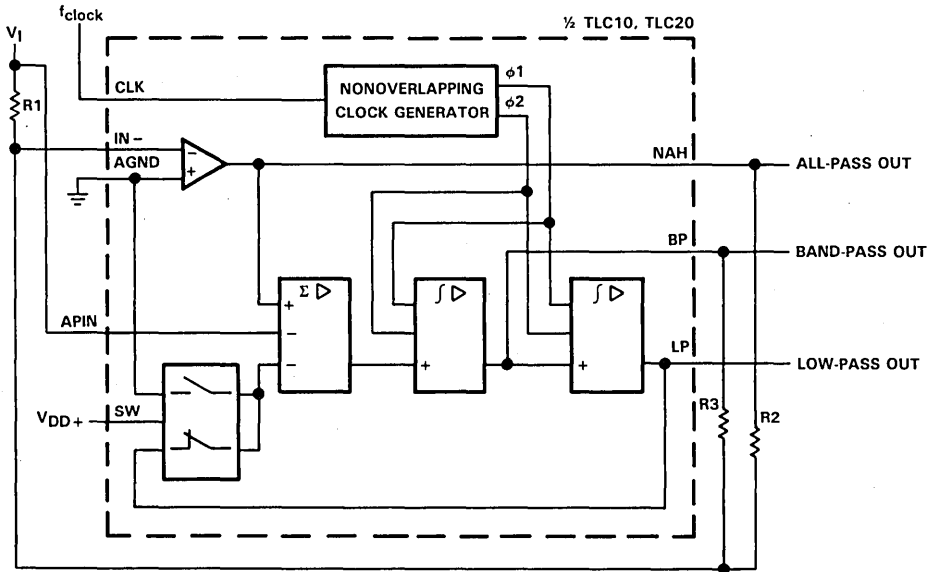 fclock
½ TLC10, TLC20
VI
CLK
R1
NONOVERLAPPING
CLOCK GENERATOR
ϕ1
ϕ2
IN −
AGND
−
+
NAH
ALL-PASS OUT
BP
BAND-PASS OUT
Σ ▷
+
−
−
∫ ▷
+
∫ ▷
+
APIN
LP
LOW-PASS OUT
VDD+
SW
R3
R2